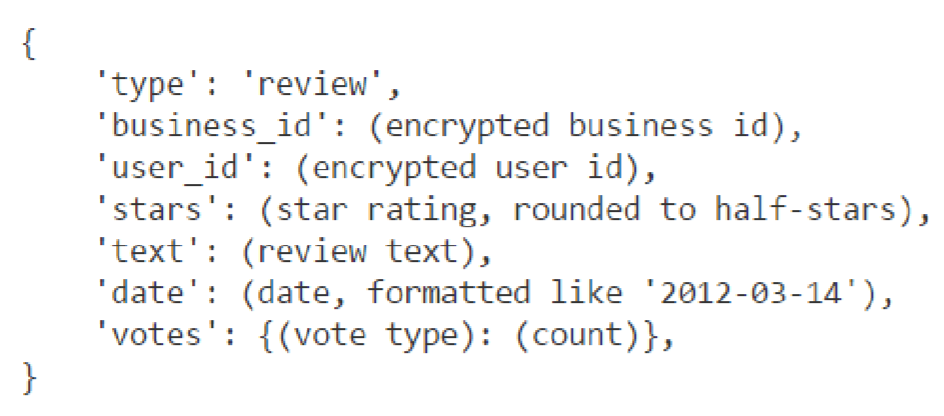 {
'type': 'review',
'business_id': (encrypted business id),
'user_id': (encrypted user id),
'stars': (star rating, rounded to half-stars),
'text': (review text),
'date': (date, formatted like '2012-03-14'),
'votes': {(vote type): (count)},
}